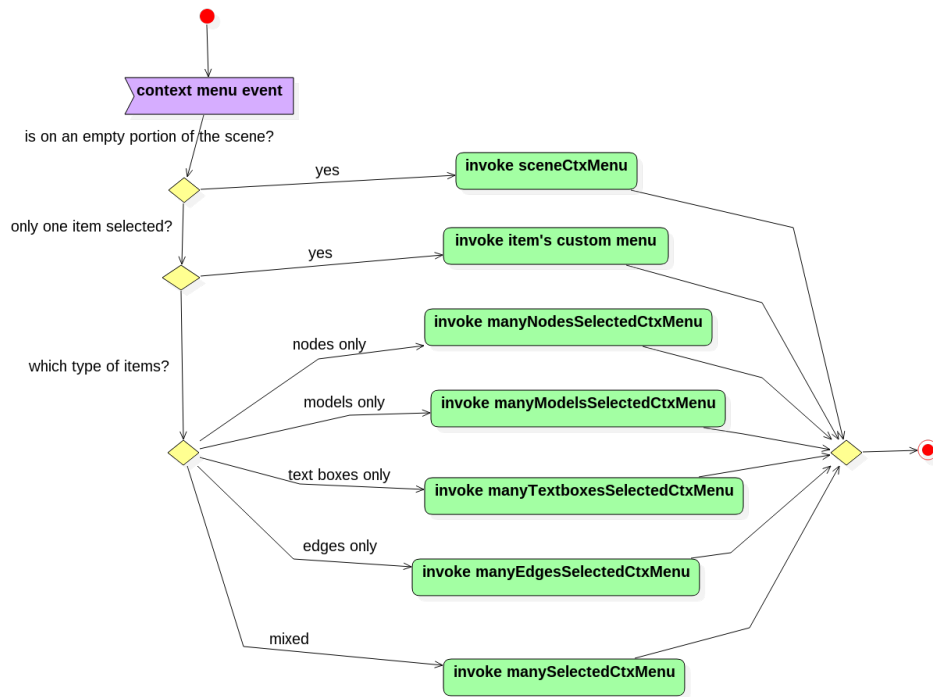 context menu event
is on an empty portion of the scene?
yes
invoke sceneCtxMenu
only one item selected?
yes
invoke item's custom menu
which type of items?
nodes only
invoke manyNodesSelectedCtxMenu
models only
invoke manyModelsSelectedCtxMenu
text boxes only
invoke manyTextboxesSelectedCtxMenu
edges only
invoke manyEdgesSelectedCtxMenu
mixed
invoke manySelectedCtxMenu